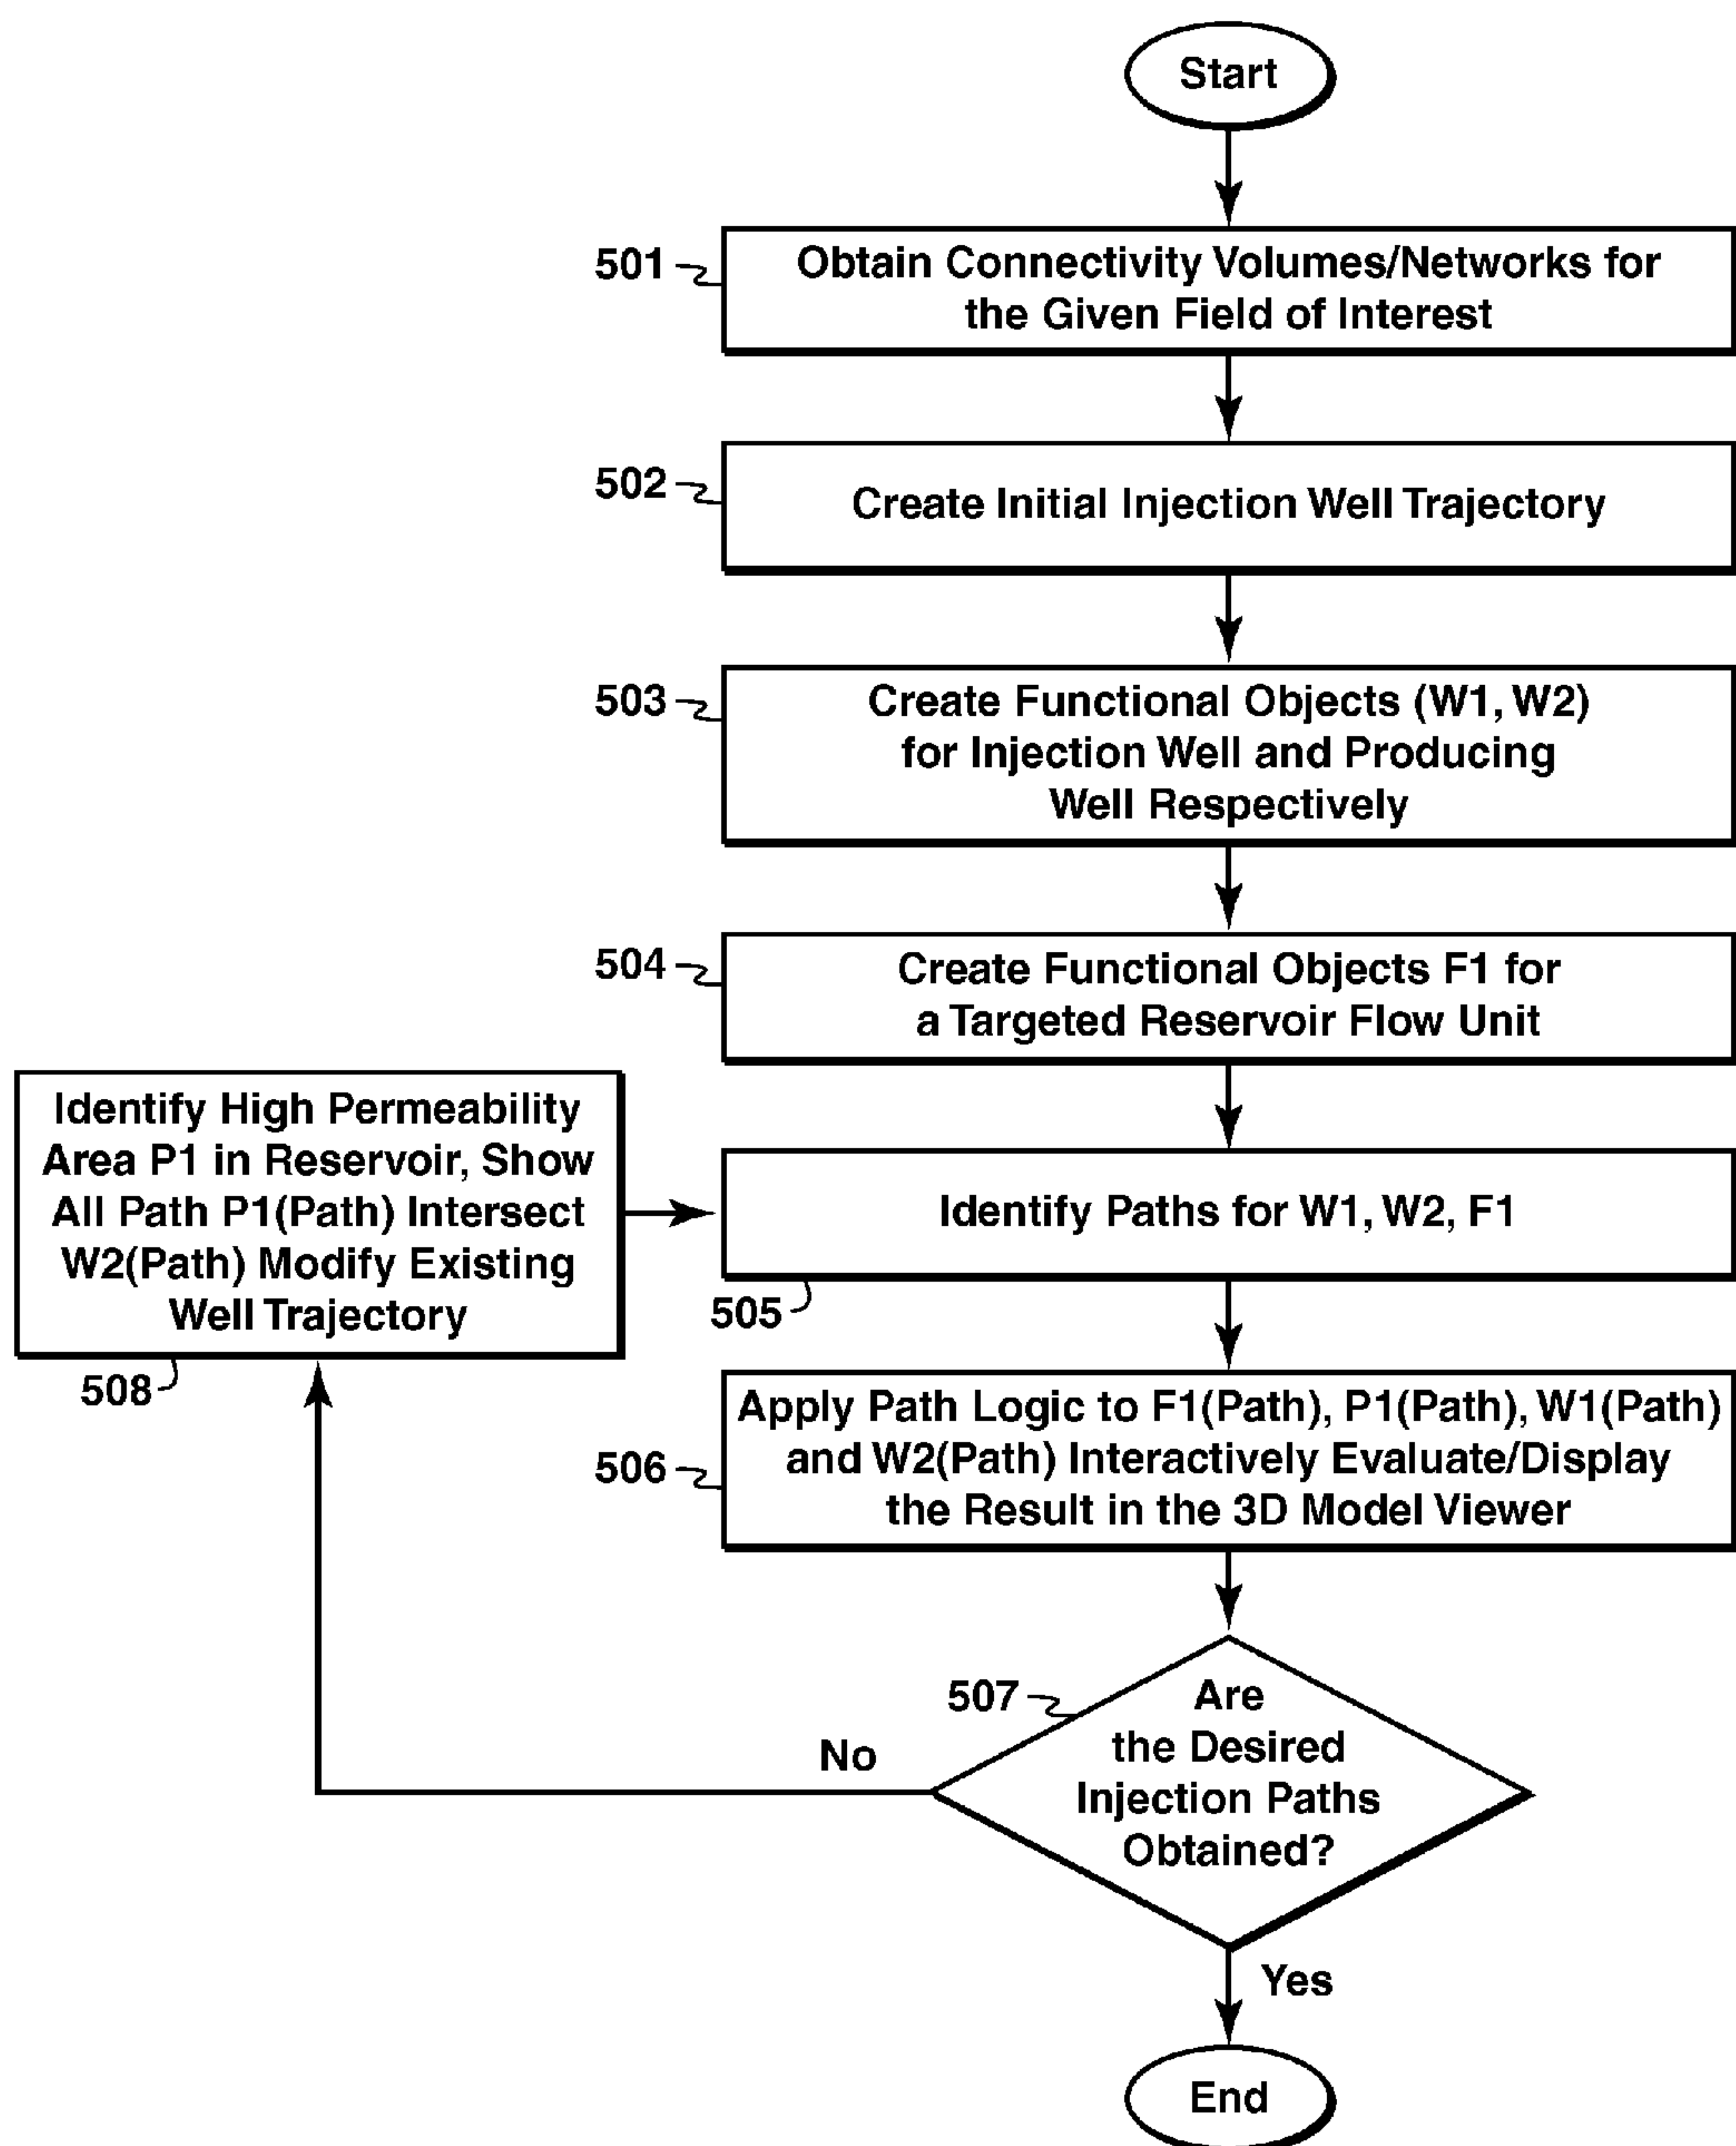 Start
501
Obtain Connectivity Volumes/Networks for
the Given Field of Interest
502
Create Initial Injection Well Trajectory
503
Create Functional Objects (W1, W2)
for Injection Well and Producing
Well Respectively
504
Create Functional Objects F1 for
a Targeted Reservoir Flow Unit
Identify High Permeability
Area P1 in Reservoir, Show
All Path P1(Path) Intersect
W2(Path) Modify Existing
Well Trajectory
508
Identify Paths for W1, W2, F1
505
Apply Path Logic to F1(Path), P1(Path), W1(Path)
and W2(Path) Interactively Evaluate/Display
the Result in the 3D Model Viewer
506
507
Are
the Desired
Injection Paths
Obtained?
No
Yes
End